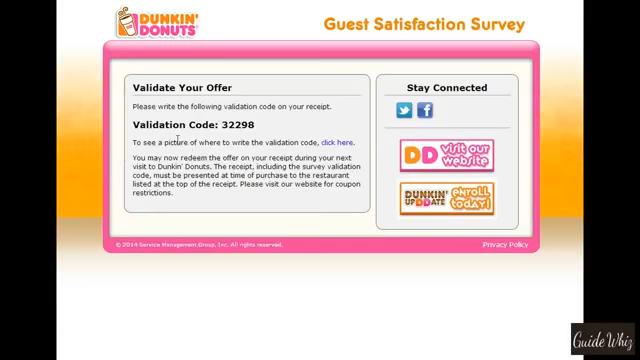 DUNKIN'
DONUTS
Guest Satisfaction Survey
Validate Your Offer
Please write the following validation code on your receipt.
Validation Code: 32298
To see a picture of where to write the validation code, click here.
You may now redeem the offer on your receipt during your next
visit to Dunkin' Donuts. The receipt, including the survey validation
code, must be presented at time of purchase to the restaurant
listed at the top of the receipt. Please visit our website for coupon
restrictions.
Stay Connected
DD visit our
website
DUNKIN'
UPDDATE
enroll
today!
© 2014 Service Management Group, Inc. All rights reserved.
Privacy Policy
Guide Whiz